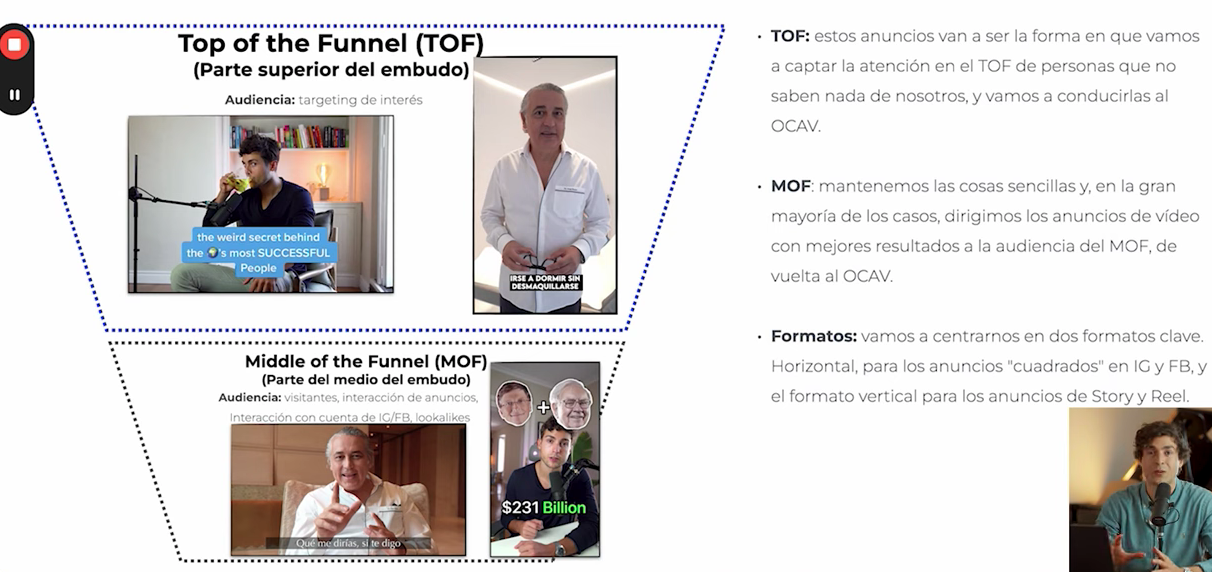 Top of the Funnel (TOF)
(Parte superior del embudo)
Audiencia: targeting de interés
the weird secret behind
the 🌍's most SUCCESSFUL
People
IRSE A DORMIR SIN
DESMAQUILLARSE
Middle of the Funnel (MOF)
(Parte del medio del embudo)
Audiencia: visitantes, interacción de anuncios,
Interacción con cuenta de IG/FB, lookalikes
Qué me dirías, si te digo
+
$231 Billion
• TOF: estos anuncios van a ser la forma en que vamos
a captar la atención en el TOF de personas que no
saben nada de nosotros, y vamos a conducirlas al
OCAV.
• MOF: mantenemos las cosas sencillas y, en la gran
mayoría de los casos, dirigimos los anuncios de vídeo
con mejores resultados a la audiencia del MOF, de
vuelta al OCAV.
• Formatos: vamos a centrarnos en dos formatos clave.
Horizontal, para los anuncios "cuadrados" en IG y FB, y
el formato vertical para los anuncios de Story y Reel.